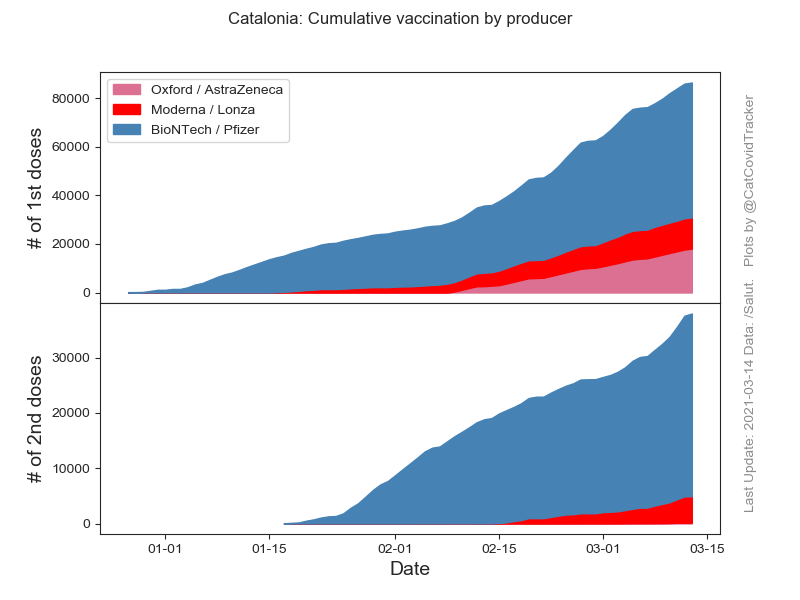 Catalonia: Cumulative vaccination by producer
Oxford / AstraZeneca
Moderna / Lonza
BioNTech / Pfizer
# of 1st doses
80000
60000
40000
20000
0
# of 2nd doses
30000
20000
10000
0
01-01
01-15
02-01
02-15
03-01
03-15
Date
Last Update: 2021-03-14 Data: /Salut. Plots by @CatCovidTracker